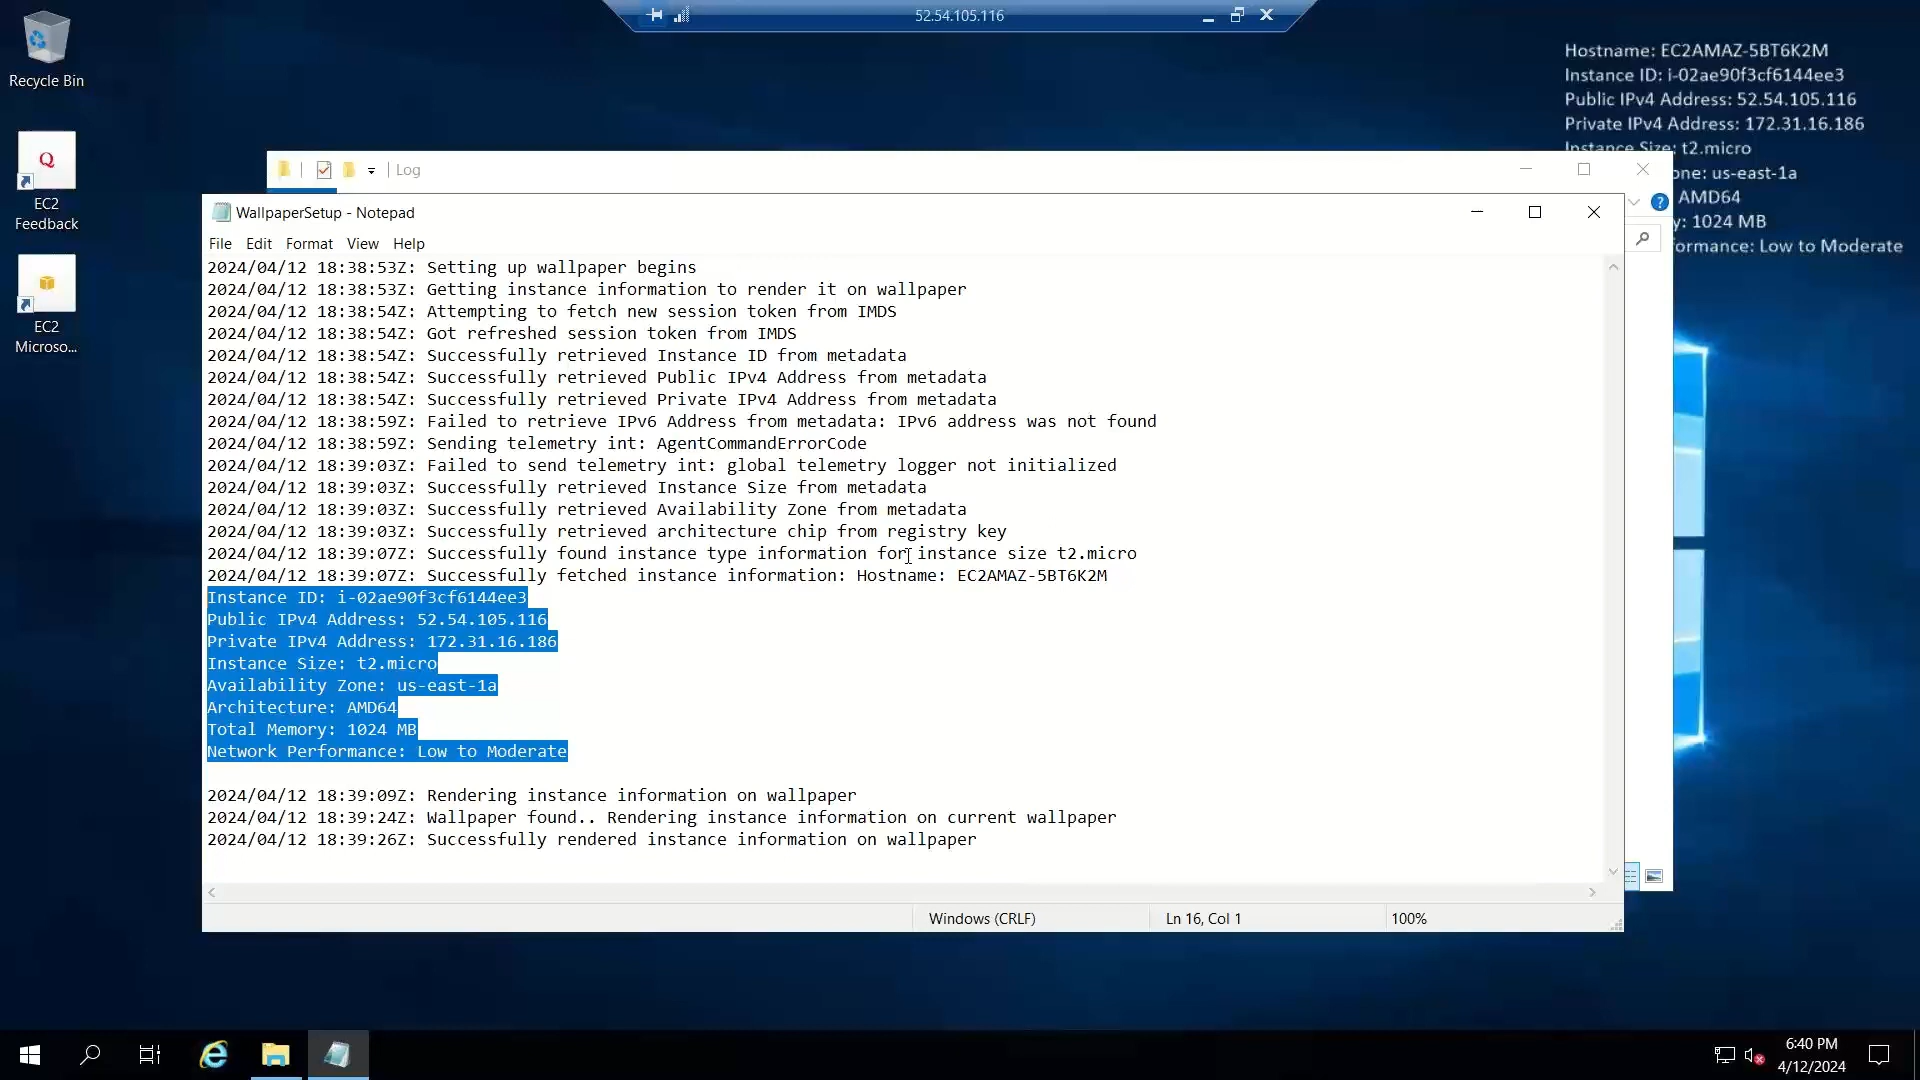 52.54.105.116
Recycle Bin
EC2
Feedback
EC2
Microso...
Hostname: EC2AMAZ-5BT6K2M
Instance ID: i-02ae90f3cf6144ee3
Public IPv4 Address: 52.54.105.116
Private IPv4 Address: 172.31.16.186
Instance Size: t2.micro
one: us-east-1a
AMD64
y: 1024 MB
formance: Low to Moderate
Log
WallpaperSetup - Notepad
File Edit Format View Help
2024/04/12 18:38:53Z: Setting up wallpaper begins
2024/04/12 18:38:53Z: Getting instance information to render it on wallpaper
2024/04/12 18:38:54Z: Attempting to fetch new session token from IMDS
2024/04/12 18:38:54Z: Got refreshed session token from IMDS
2024/04/12 18:38:54Z: Successfully retrieved Instance ID from metadata
2024/04/12 18:38:54Z: Successfully retrieved Public IPv4 Address from metadata
2024/04/12 18:38:54Z: Successfully retrieved Private IPv4 Address from metadata
2024/04/12 18:38:59Z: Failed to retrieve IPv6 Address from metadata: IPv6 address was not found
2024/04/12 18:38:59Z: Sending telemetry int: AgentCommandErrorCode
2024/04/12 18:39:03Z: Failed to send telemetry int: global telemetry logger not initialized
2024/04/12 18:39:03Z: Successfully retrieved Instance Size from metadata
2024/04/12 18:39:03Z: Successfully retrieved Availability Zone from metadata
2024/04/12 18:39:03Z: Successfully retrieved architecture chip from registry key
2024/04/12 18:39:07Z: Successfully found instance type information for instance size t2.micro
2024/04/12 18:39:07Z: Successfully fetched instance information: Hostname: EC2AMAZ-5BT6K2M
Instance ID: i-02ae90f3cf6144ee3
Public IPv4 Address: 52.54.105.116
Private IPv4 Address: 172.31.16.186
Instance Size: t2.micro
Availability Zone: us-east-1a
Architecture: AMD64
Total Memory: 1024 MB
Network Performance: Low to Moderate
2024/04/12 18:39:09Z: Rendering instance information on wallpaper
2024/04/12 18:39:24Z: Wallpaper found.. Rendering instance information on current wallpaper
2024/04/12 18:39:26Z: Successfully rendered instance information on wallpaper
Windows (CRLF) Ln 16, Col 1 100%
6:40 PM
4/12/2024